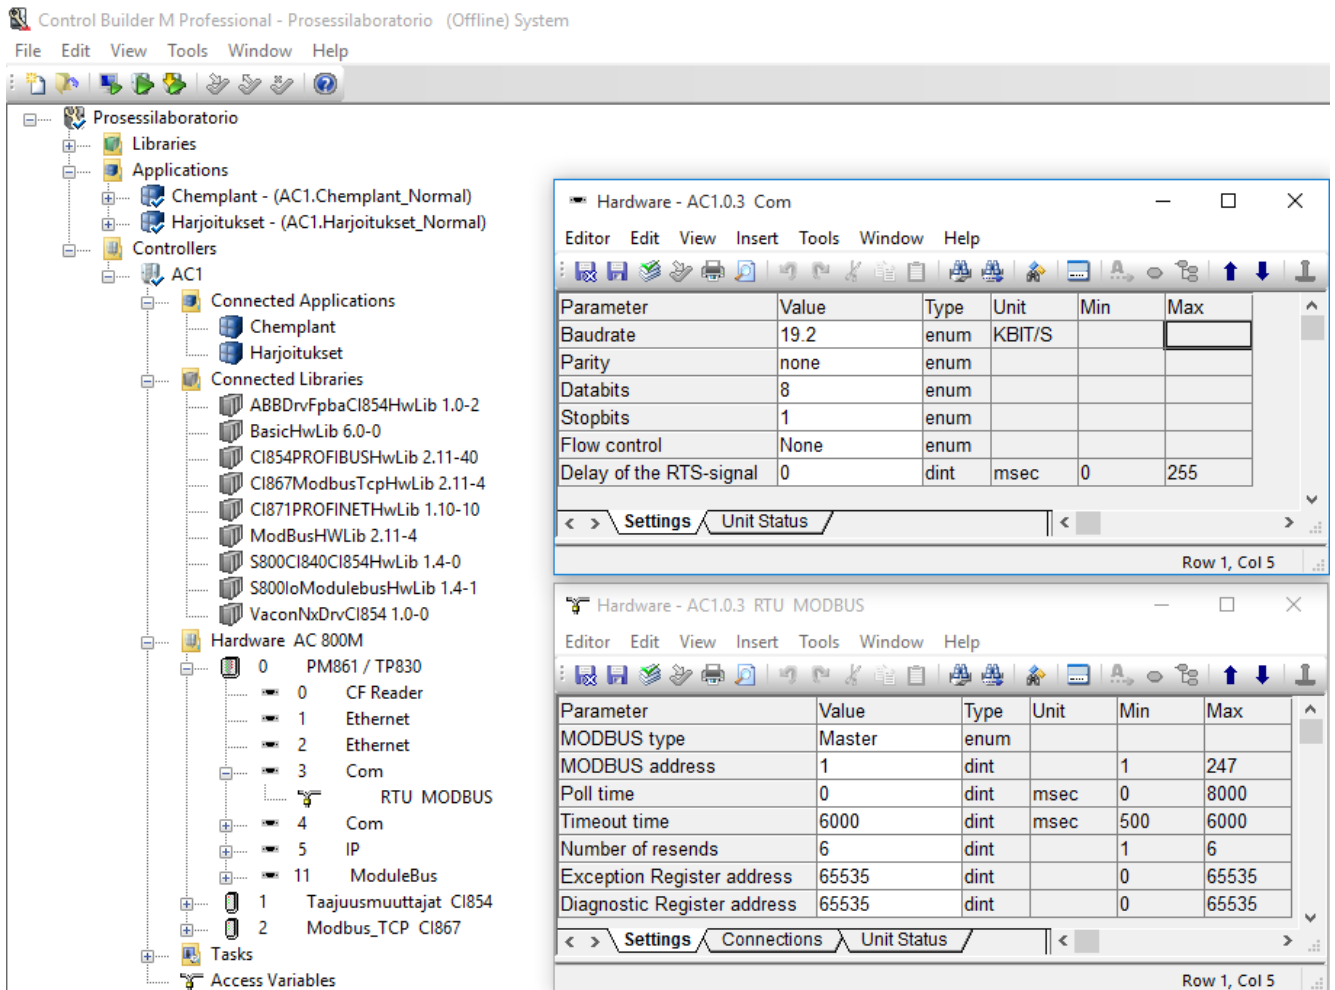 Control Builder M Professional - Prosessilaboratorio (Offline) System
File Edit View Tools Window Help
Prosessilaboratorio
Libraries
Applications
Chemplant - (AC1.Chemplant_Normal)
Harjoitukset - (AC1.Harjoitukset_Normal)
Controllers
AC1
Connected Applications
Chemplant
Harjoitukset
Connected Libraries
ABBDrvFpbaCI854HwLib 1.0-2
BasicHwLib 6.0-0
CI854PROFIBUSHwLib 2.11-40
CI867ModbusTcpHwLib 2.11-4
CI871PROFINETHwLib 1.10-10
ModBusHWLib 2.11-4
S800CI840CI854HwLib 1.4-0
S800IoModulebusHwLib 1.4-1
VaconNxDrvCI854 1.0-0
Hardware AC 800M
0 PM861 / TP830
0 CF Reader
1 Ethernet
2 Ethernet
3 Com
RTU MODBUS
4 Com
5 IP
11 ModuleBus
1 Taajuusmuuttajat CI854
2 Modbus_TCP CI867
Tasks
Access Variables
Hardware - AC1.0.3 Com
Editor Edit View Insert Tools Window Help
Parameter Value Type Unit Min Max
Baudrate 19.2 enum KBIT/S
Parity none enum
Databits 8 enum
Stopbits 1 enum
Flow control None enum
Delay of the RTS-signal 0 dint msec 0 255
Settings Unit Status
Row 1, Col 5
Hardware - AC1.0.3 RTU MODBUS
Editor Edit View Insert Tools Window Help
Parameter Value Type Unit Min Max
MODBUS type Master enum
MODBUS address 1 dint 1 247
Poll time 0 dint msec 0 8000
Timeout time 6000 dint msec 500 6000
Number of resends 6 dint 1 6
Exception Register address 65535 dint 0 65535
Diagnostic Register address 65535 dint 0 65535
Settings Connections Unit Status
Row 1, Col 5